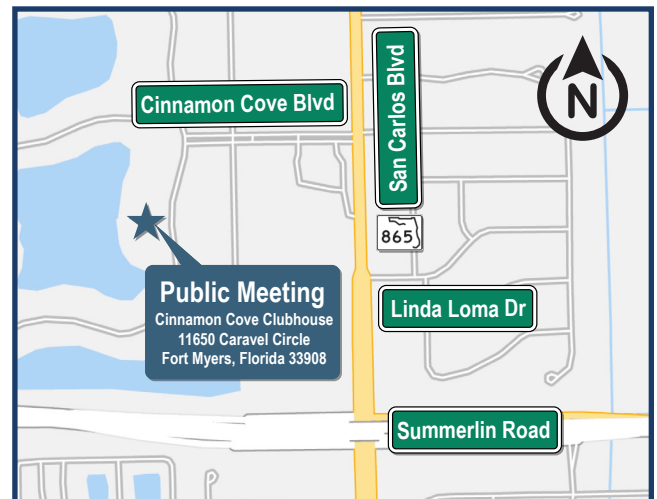 Cinnamon Cove Blvd
San Carlos Blvd
N
865
Public Meeting
Cinnamon Cove Clubhouse
11650 Caravel Circle
Fort Myers, Florida 33908
Linda Loma Dr
Summerlin Road